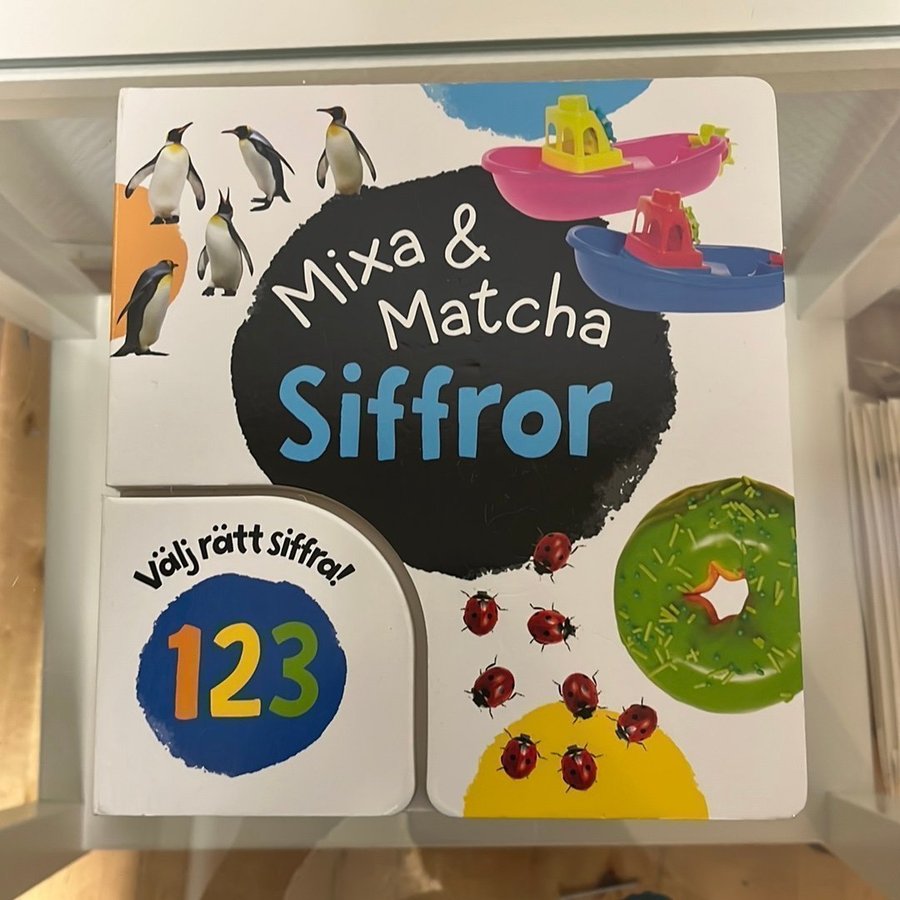 Mixa &
Matcha
Siffror
Välj rätt siffra!
123